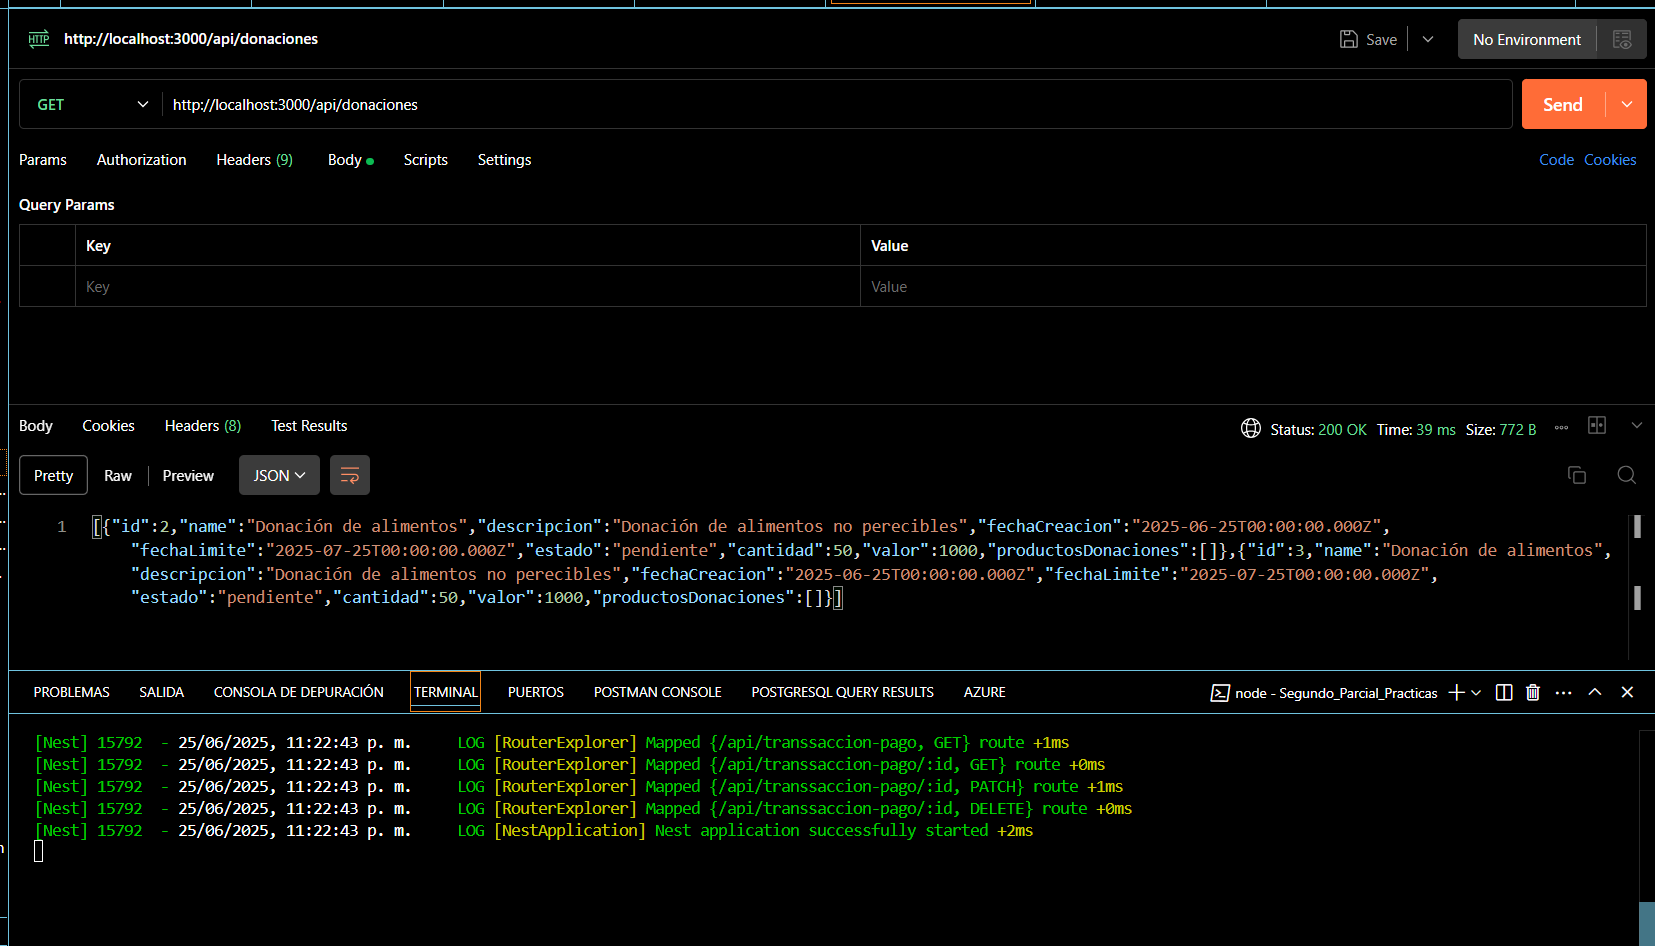 HTTP http://localhost:3000/api/donaciones Save No Environment
GET http://localhost:3000/api/donaciones Send
Params Authorization Headers (9) Body Scripts Settings Code Cookies
Query Params
Key Value
Key Value
Body Cookies Headers (8) Test Results Status: 200 OK Time: 39 ms Size: 772 B
Pretty Raw Preview JSON
1 [{"id":2,"name":"Donación de alimentos","descripcion":"Donación de alimentos no perecibles","fechaCreacion":"2025-06-25T00:00:00.000Z",
"fechaLimite":"2025-07-25T00:00:00.000Z","estado":"pendiente","cantidad":50,"valor":1000,"productosDonaciones":[]},{"id":3,"name":"Donación de alimentos",
"descripcion":"Donación de alimentos no perecibles","fechaCreacion":"2025-06-25T00:00:00.000Z","fechaLimite":"2025-07-25T00:00:00.000Z",
"estado":"pendiente","cantidad":50,"valor":1000,"productosDonaciones":[]}]
PROBLEMAS SALIDA CONSOLA DE DEPURACIÓN TERMINAL PUERTOS POSTMAN CONSOLE POSTGRESQL QUERY RESULTS AZURE node - Segundo_Parcial_Practicas
[Nest] 15792 - 25/06/2025, 11:22:43 p. m. LOG [RouterExplorer] Mapped {/api/transsaccion-pago, GET} route +1ms
[Nest] 15792 - 25/06/2025, 11:22:43 p. m. LOG [RouterExplorer] Mapped {/api/transsaccion-pago/:id, GET} route +0ms
[Nest] 15792 - 25/06/2025, 11:22:43 p. m. LOG [RouterExplorer] Mapped {/api/transsaccion-pago/:id, PATCH} route +1ms
[Nest] 15792 - 25/06/2025, 11:22:43 p. m. LOG [RouterExplorer] Mapped {/api/transsaccion-pago/:id, DELETE} route +0ms
[Nest] 15792 - 25/06/2025, 11:22:43 p. m. LOG [NestApplication] Nest application successfully started +2ms